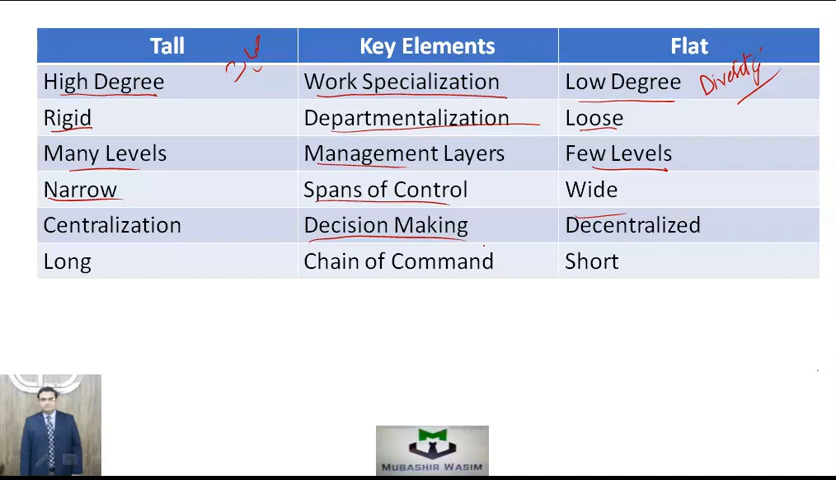 Tall Key Elements Flat
High Degree Work Specialization Low Degree Diversity
Rigid Departmentalization Loose
Many Levels Management Layers Few Levels
Narrow Spans of Control Wide
Centralization Decision Making Decentralized
Long Chain of Command Short
MUBASHIR WASIM